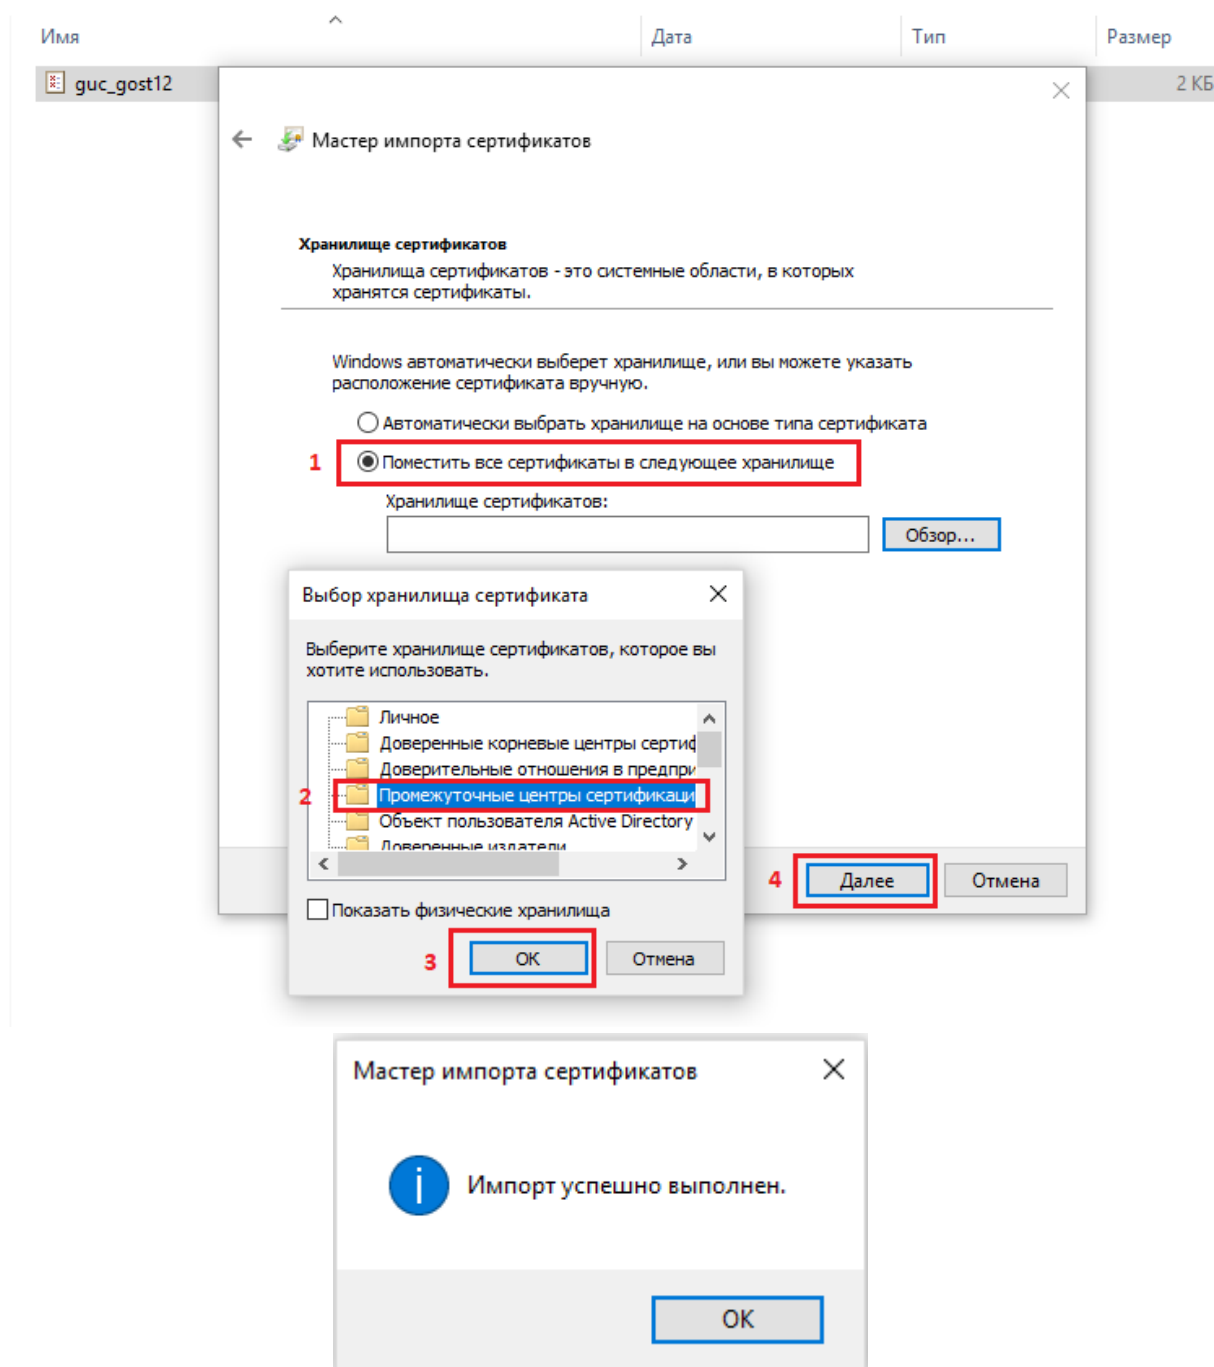 Имя Дата Тип Размер
guc_gost12 2 КБ
Мастер импорта сертификатов
Хранилище сертификатов
Хранилища сертификатов - это системные области, в которых
хранятся сертификаты.
Windows автоматически выберет хранилище, или вы можете указать
расположение сертификата вручную.
Автоматически выбрать хранилище на основе типа сертификата
1 Поместить все сертификаты в следующее хранилище
Хранилище сертификатов:
Обзор...
Выбор хранилища сертификата
Выберите хранилище сертификатов, которое вы
хотите использовать.
Личное
Доверенные корневые центры сертиф
Доверительные отношения в предпри
2 Промежуточные центры сертификаци
Объект пользователя Active Directory
Доверенные издатели
4 Далее Отмена
Показать физические хранилища
3 ОК Отмена
Мастер импорта сертификатов
Импорт успешно выполнен.
ОК